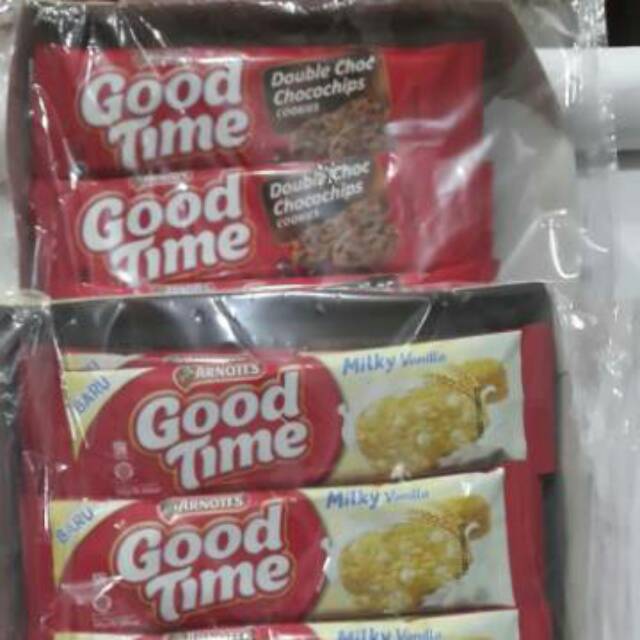 Good
Time
Double Choc
Chocochips
COOKIES
Good
Time
Double Choc
Chocochips
COOKIES
BARU
ARNOTT'S
Good
Time
Milky Vanilla
BARU
ARNOTT'S
Good
Time
Milky Vanilla
Milky Vanilla